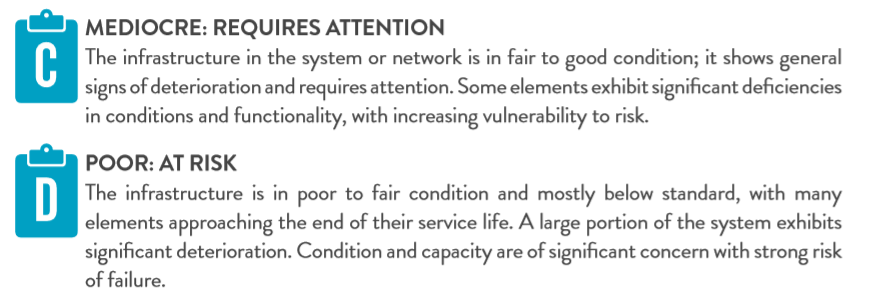 C
MEDIOCRE: REQUIRES ATTENTION
The infrastructure in the system or network is in fair to good condition; it shows general
signs of deterioration and requires attention. Some elements exhibit significant deficiencies
in conditions and functionality, with increasing vulnerability to risk.
D
POOR: AT RISK
The infrastructure is in poor to fair condition and mostly below standard, with many
elements approaching the end of their service life. A large portion of the system exhibits
significant deterioration. Condition and capacity are of significant concern with strong risk
of failure.